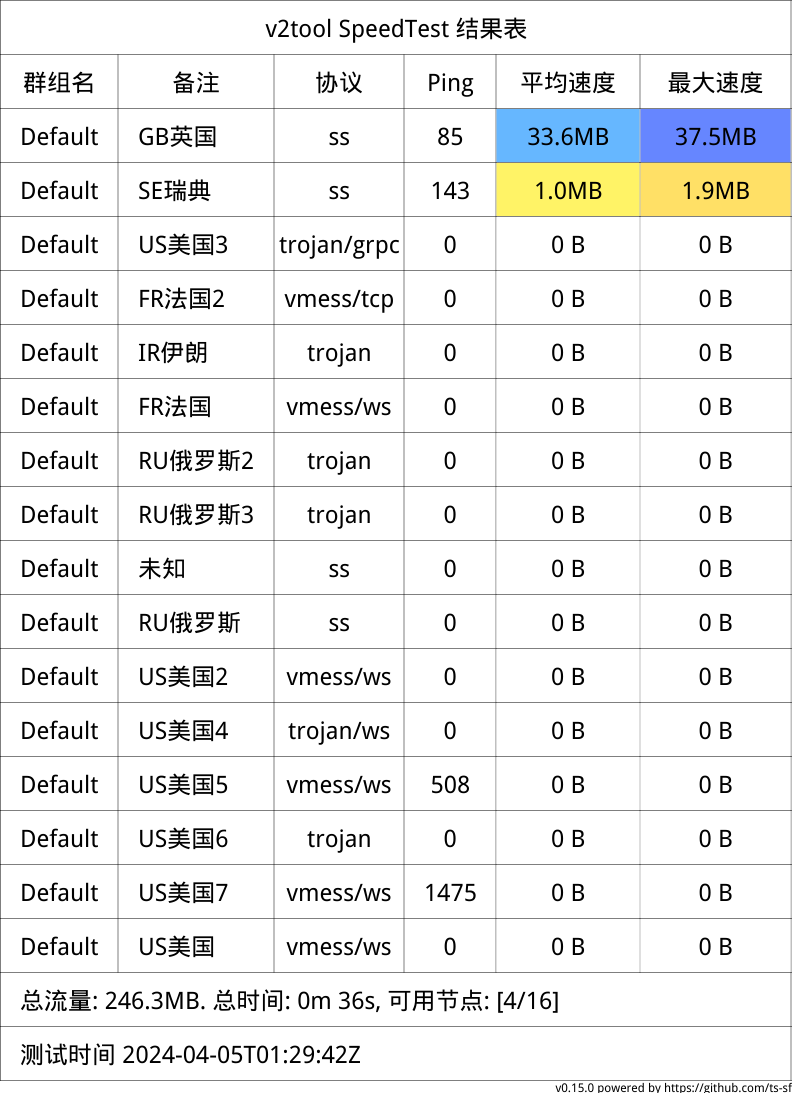 v2tool SpeedTest 结果表
群组名 备注 协议 Ping 平均速度 最大速度
Default GB英国 ss 85 33.6MB 37.5MB
Default SE瑞典 ss 143 1.0MB 1.9MB
Default US美国3 trojan/grpc 0 0 B 0 B
Default FR法国2 vmess/tcp 0 0 B 0 B
Default IR伊朗 trojan 0 0 B 0 B
Default FR法国 vmess/ws 0 0 B 0 B
Default RU俄罗斯2 trojan 0 0 B 0 B
Default RU俄罗斯3 trojan 0 0 B 0 B
Default 未知 ss 0 0 B 0 B
Default RU俄罗斯 ss 0 0 B 0 B
Default US美国2 vmess/ws 0 0 B 0 B
Default US美国4 trojan/ws 0 0 B 0 B
Default US美国5 vmess/ws 508 0 B 0 B
Default US美国6 trojan 0 0 B 0 B
Default US美国7 vmess/ws 1475 0 B 0 B
Default US美国 vmess/ws 0 0 B 0 B
总流量: 246.3MB. 总时间: 0m 36s, 可用节点: [4/16]
测试时间 2024-04-05T01:29:42Z
v0.15.0 powered by https://github.com/ts-sf